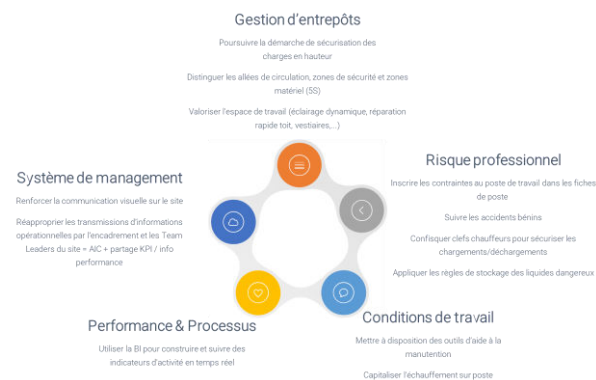 Gestion d'entrepôts
Poursuivre la démarche de sécurisation des
charges en hauteur
Distinguer les allées de circulation, zones de sécurité et zones
matériel (5S)
Valoriser l'espace de travail (éclairage dynamique, réparation
rapide toit, vestiaires,...)
Risque professionnel
Inscrire les contraintes au poste de travail dans les fiches
de poste
Suivre les accidents bénins
Confisquer clefs chauffeurs pour sécuriser les
chargements/déchargements
Appliquer les règles de stockage des liquides dangereux
Système de management
Renforcer la communication visuelle sur le site
Réapproprier les transmissions d'informations
opérationnelles par l'encadrement et les Team
Leaders du site = AIC + partage KPI / info
performance
Performance & Processus
Utiliser la BI pour construire et suivre des
indicateurs d'activité en temps réel
Conditions de travail
Mettre à disposition des outils d'aide à la
manutention
Capitaliser l'échauffement sur poste